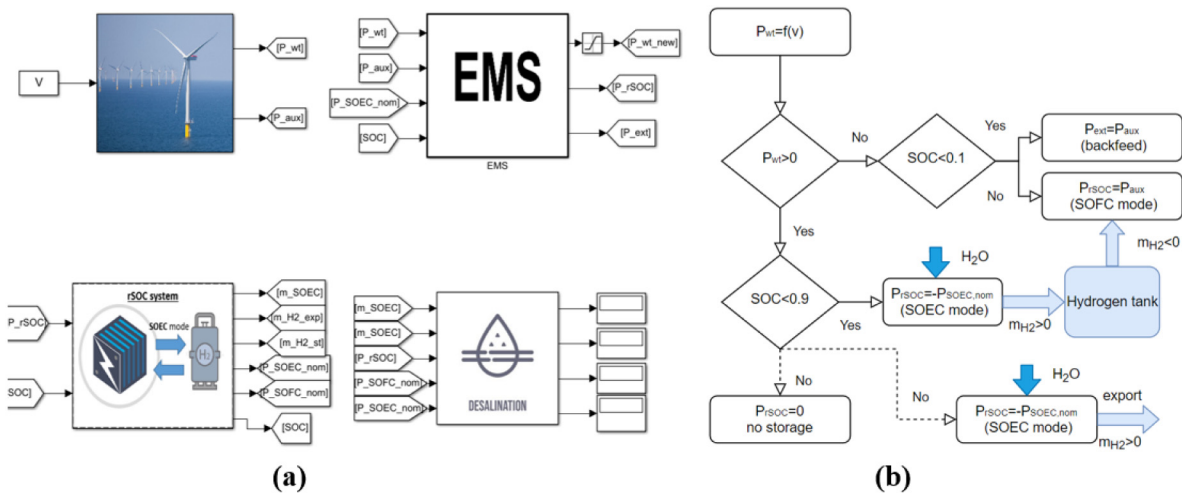 V
[P_wt]
[P_aux]
[P_wt]
[P_aux]
[P_SOEC_nom]
[SOC]
EMS
EMS
[P_wt_new]
[P_rSOC]
[P_ext]
P_rSOC]
SOC]
rSOC system
SOEC mode
H2
[m_SOEC]
[m_H2_exp]
[m_H2_st]
[P_SOEC_nom]
[P_SOFC_nom]
[SOC]
[m_SOEC]
[m_SOEC]
[P_rSOC]
[P_SOFC_nom]
[P_SOEC_nom]
DESALINATION
(a)
Pwt=f(v)
Pwt>0
No
SOC<0.1
Yes
Pext=Paux
(backfeed)
No
PrSOC=Paux
(SOFC mode)
Yes
mH2<0
SOC<0.9
Yes
H2O
PrSOC=-PSOEC,nom
(SOEC mode)
mH2>0
Hydrogen tank
No
PrSOC=0
no storage
No
H2O
PrSOC=-PSOEC,nom
(SOEC mode)
export
mH2>0
(b)